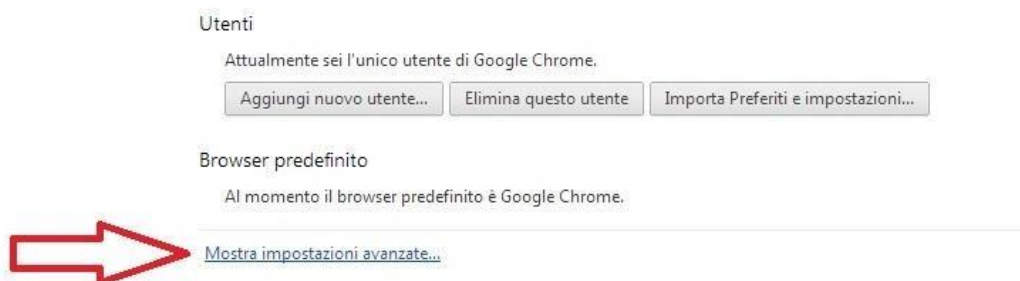 Utenti
Attualmente sei l'unico utente di Google Chrome.
Aggiungi nuovo utente... Elimina questo utente Importa Preferiti e impostazioni...
Browser predefinito
Al momento il browser predefinito è Google Chrome.
Mostra impostazioni avanzate...